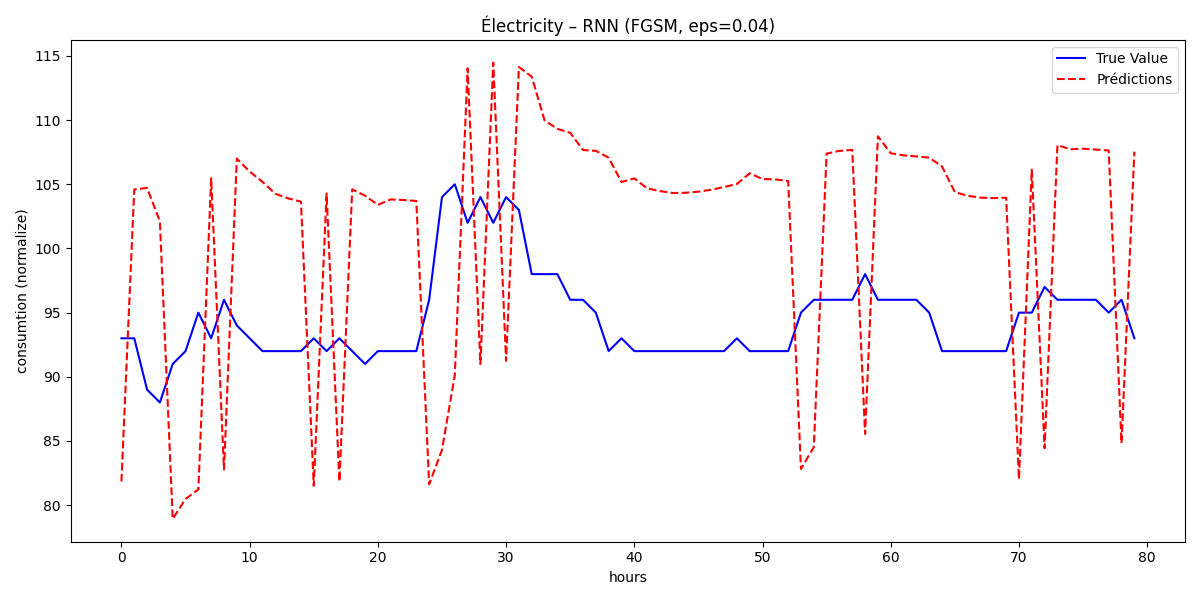 Électricity – RNN (FGSM, eps=0.04)
True Value
Prédictions
consumtion (normalize)
115
110
105
100
95
90
85
80
0 10 20 30 40 50 60 70 80
hours